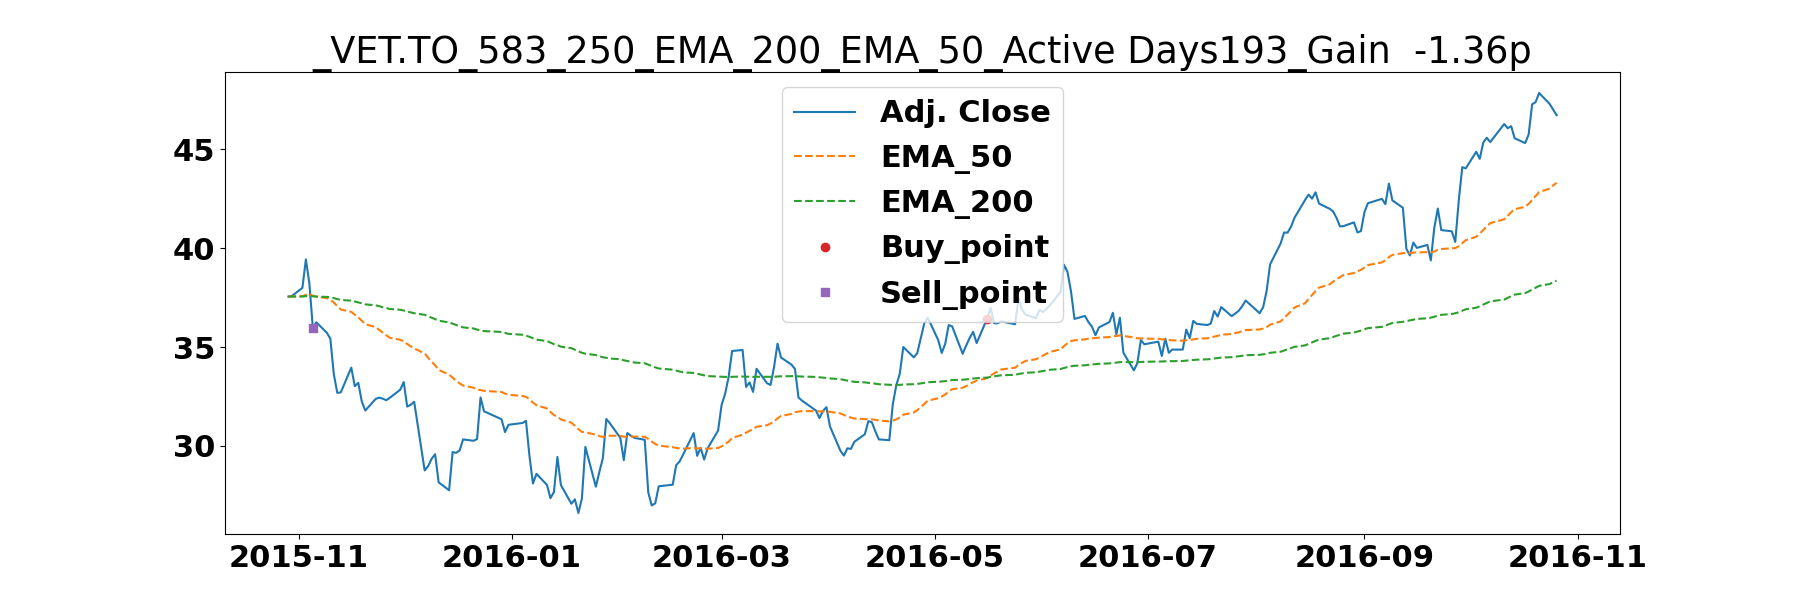 _VET.TO_583_250_EMA_200_EMA_50_Active Days193_Gain  -1.36p
Adj. Close
EMA_50
EMA_200
Buy_point
Sell_point
45
40
35
30
2015-11
2016-01
2016-03
2016-05
2016-07
2016-09
2016-11